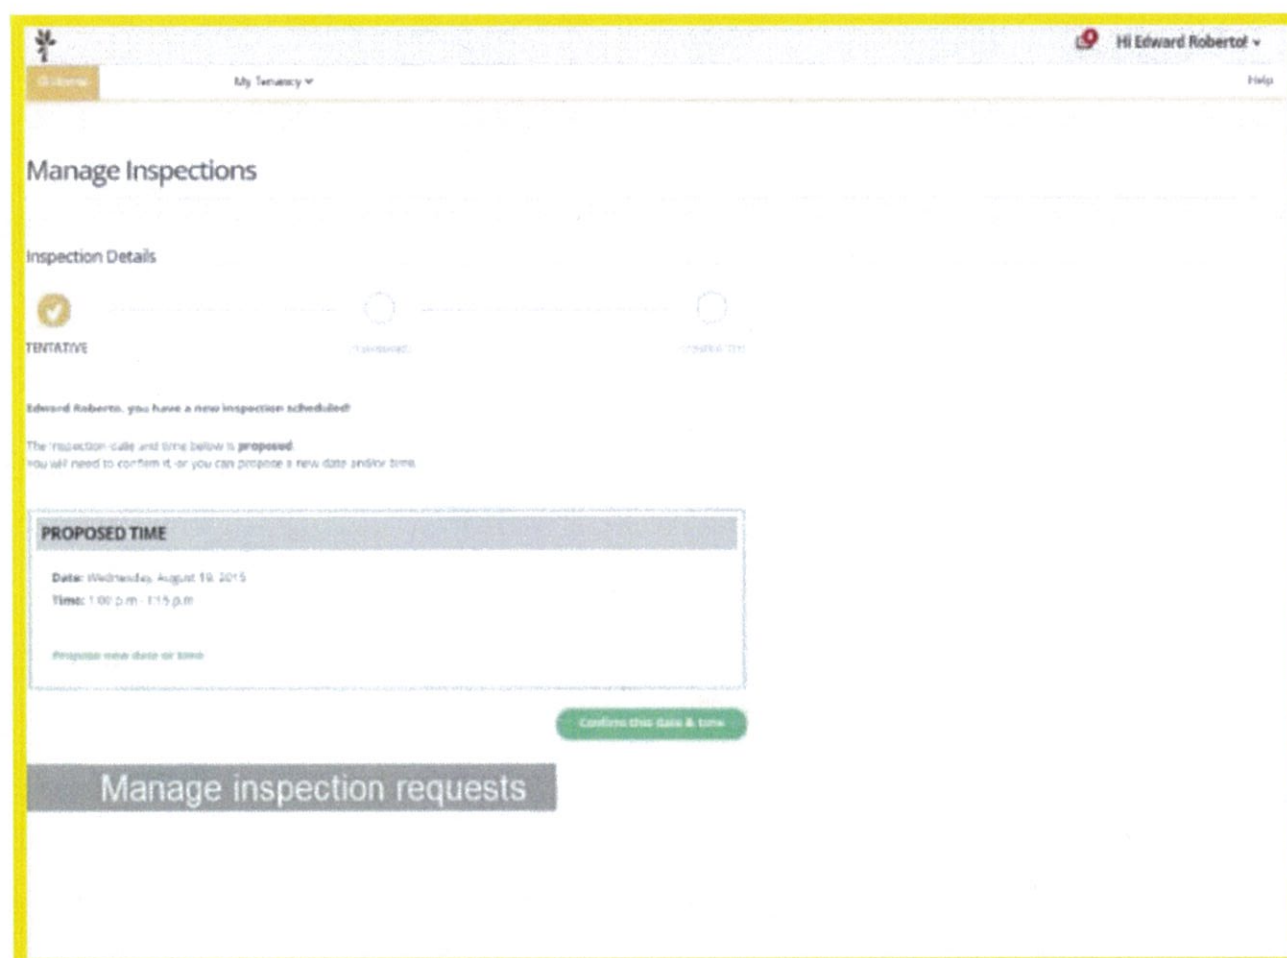 Hi Edward Roberto!
Home
My Tenancy
Help
Manage Inspections
Inspection Details
TENTATIVE
Edward Roberto, you have a new inspection scheduled!
The inspection date and time below is proposed.
You will need to confirm it, or you can propose a new date and/or time.
PROPOSED TIME
Date: Wednesday, August 19, 2015
Time: 1:00 p.m - 1:15 p.m
Propose new date or time
Confirm this date & time
Manage inspection requests